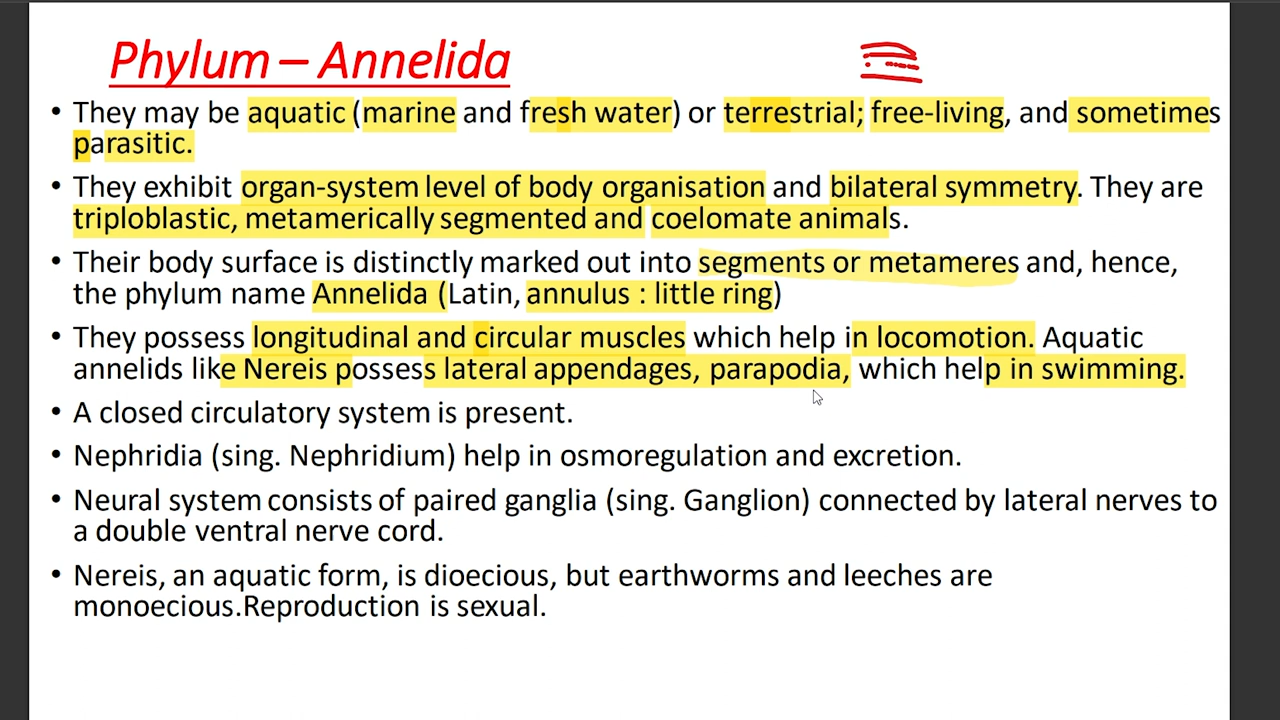 Phylum – Annelida
• They may be aquatic (marine and fresh water) or terrestrial; free-living, and sometimes
parasitic.
• They exhibit organ-system level of body organisation and bilateral symmetry. They are
triploblastic, metamerically segmented and coelomate animals.
• Their body surface is distinctly marked out into segments or metameres and, hence,
the phylum name Annelida (Latin, annulus : little ring)
• They possess longitudinal and circular muscles which help in locomotion. Aquatic
annelids like Nereis possess lateral appendages, parapodia, which help in swimming.
• A closed circulatory system is present.
• Nephridia (sing. Nephridium) help in osmoregulation and excretion.
• Neural system consists of paired ganglia (sing. Ganglion) connected by lateral nerves to
a double ventral nerve cord.
• Nereis, an aquatic form, is dioecious, but earthworms and leeches are
monoecious.Reproduction is sexual.